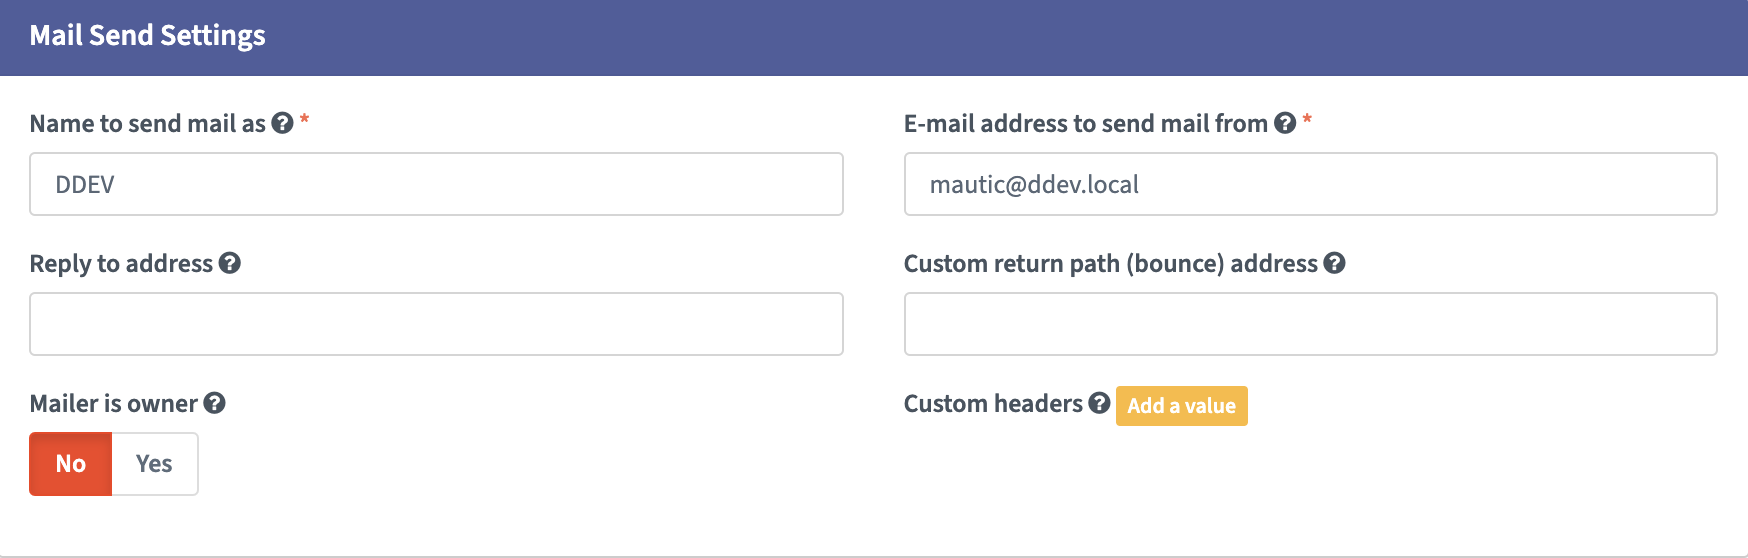 Mail Send Settings
Name to send mail as ? *
E-mail address to send mail from ? *
DDEV
mautic@ddev.local
Reply to address ?
Custom return path (bounce) address ?
Mailer is owner ?
Custom headers ? Add a value
No Yes